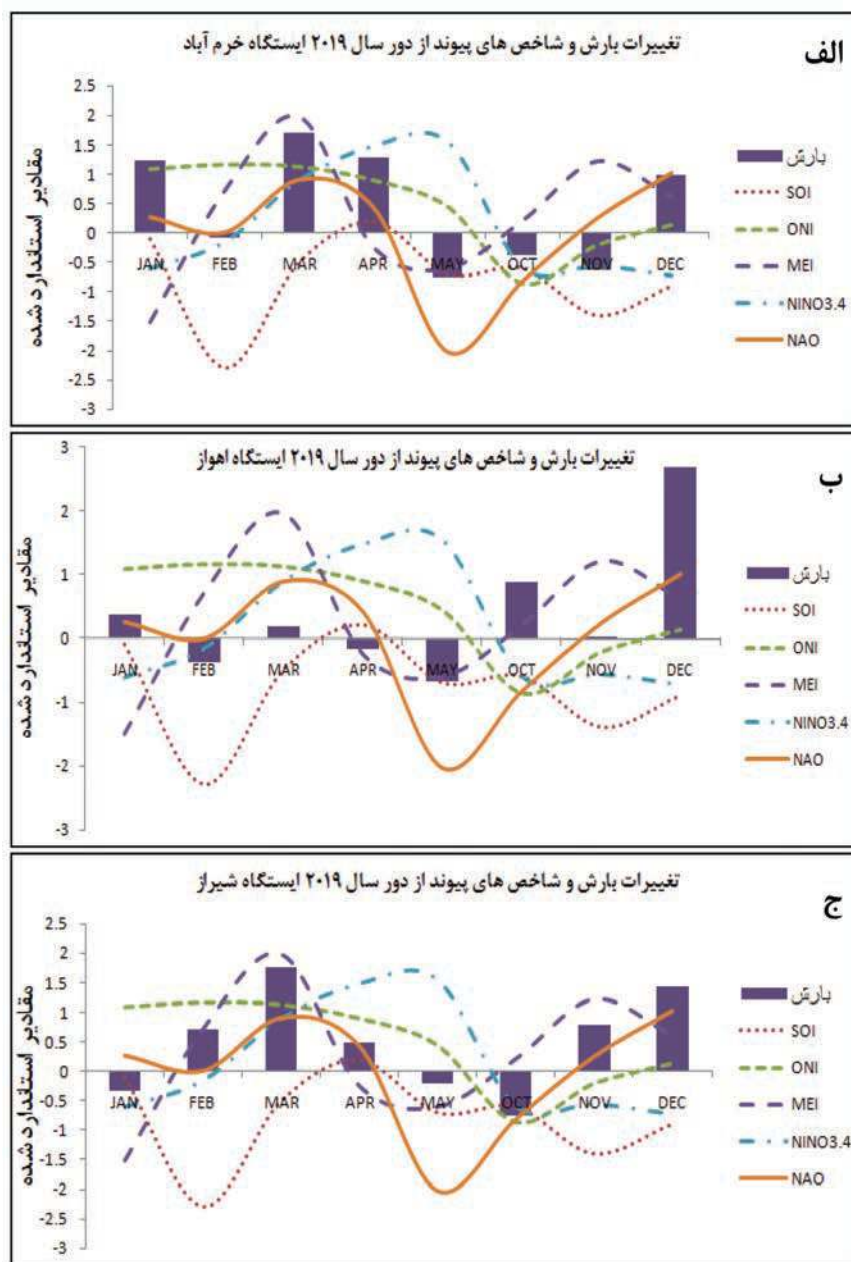 الف
تغییرات بارش و شاخص های پیوند از دور سال ۲۰۱۹ ایستگاه خرم آباد
مقادیر استاندارد شده
2.5
2
1.5
1
0.5
0
-0.5
-1
-1.5
-2
-2.5
-3
JAN FEB MAR APR MAY OCT NOV DEC
بارش
SOI
ONI
MEI
NINO3.4
NAO
ب
تغییرات بارش و شاخص های پیوند از دور سال ۲۰۱۹ ایستگاه اهواز
مقادیر استاندارد شده
3
2
1
0
-1
-2
-3
JAN FEB MAR APR MAY OCT NOV DEC
بارش
SOI
ONI
MEI
NINO3.4
NAO
ج
تغییرات بارش و شاخص های پیوند از دور سال ۲۰۱۹ ایستگاه شیراز
مقادیر استاندارد شده
2.5
2
1.5
1
0.5
0
-0.5
-1
-1.5
-2
-2.5
-3
JAN FEB MAR APR MAY OCT NOV DEC
بارش
SOI
ONI
MEI
NINO3.4
NAO